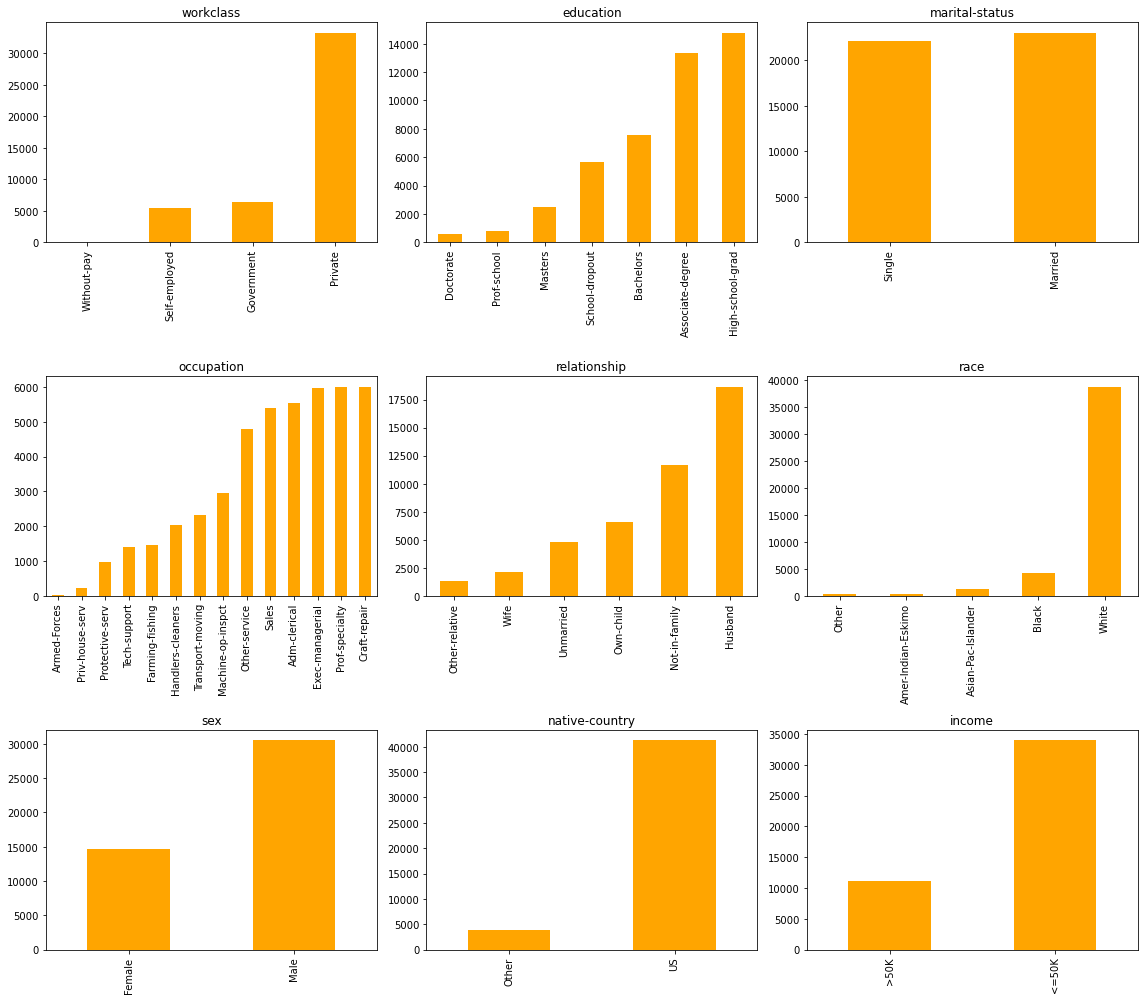 workclass
35000
30000
25000
20000
15000
10000
5000
0
Without-pay
Self-employed
Government
Private
education
14000
12000
10000
8000
6000
4000
2000
0
Doctorate
Prof-school
Masters
School-dropout
Bachelors
Associate-degree
High-school-grad
marital-status
20000
15000
10000
5000
0
Single
Married
occupation
6000
5000
4000
3000
2000
1000
0
Armed-Forces
Priv-house-serv
Protective-serv
Tech-support
Farming-fishing
Handlers-cleaners
Transport-moving
Machine-op-inspct
Other-service
Sales
Adm-clerical
Exec-managerial
Prof-specialty
Craft-repair
relationship
17500
15000
12500
10000
7500
5000
2500
0
Other-relative
Wife
Unmarried
Own-child
Not-in-family
Husband
race
40000
35000
30000
25000
20000
15000
10000
5000
0
Other
Amer-Indian-Eskimo
Asian-Pac-Islander
Black
White
sex
30000
25000
20000
15000
10000
5000
0
Female
Male
native-country
40000
35000
30000
25000
20000
15000
10000
5000
0
Other
US
income
35000
30000
25000
20000
15000
10000
5000
0
>50K
<=50K